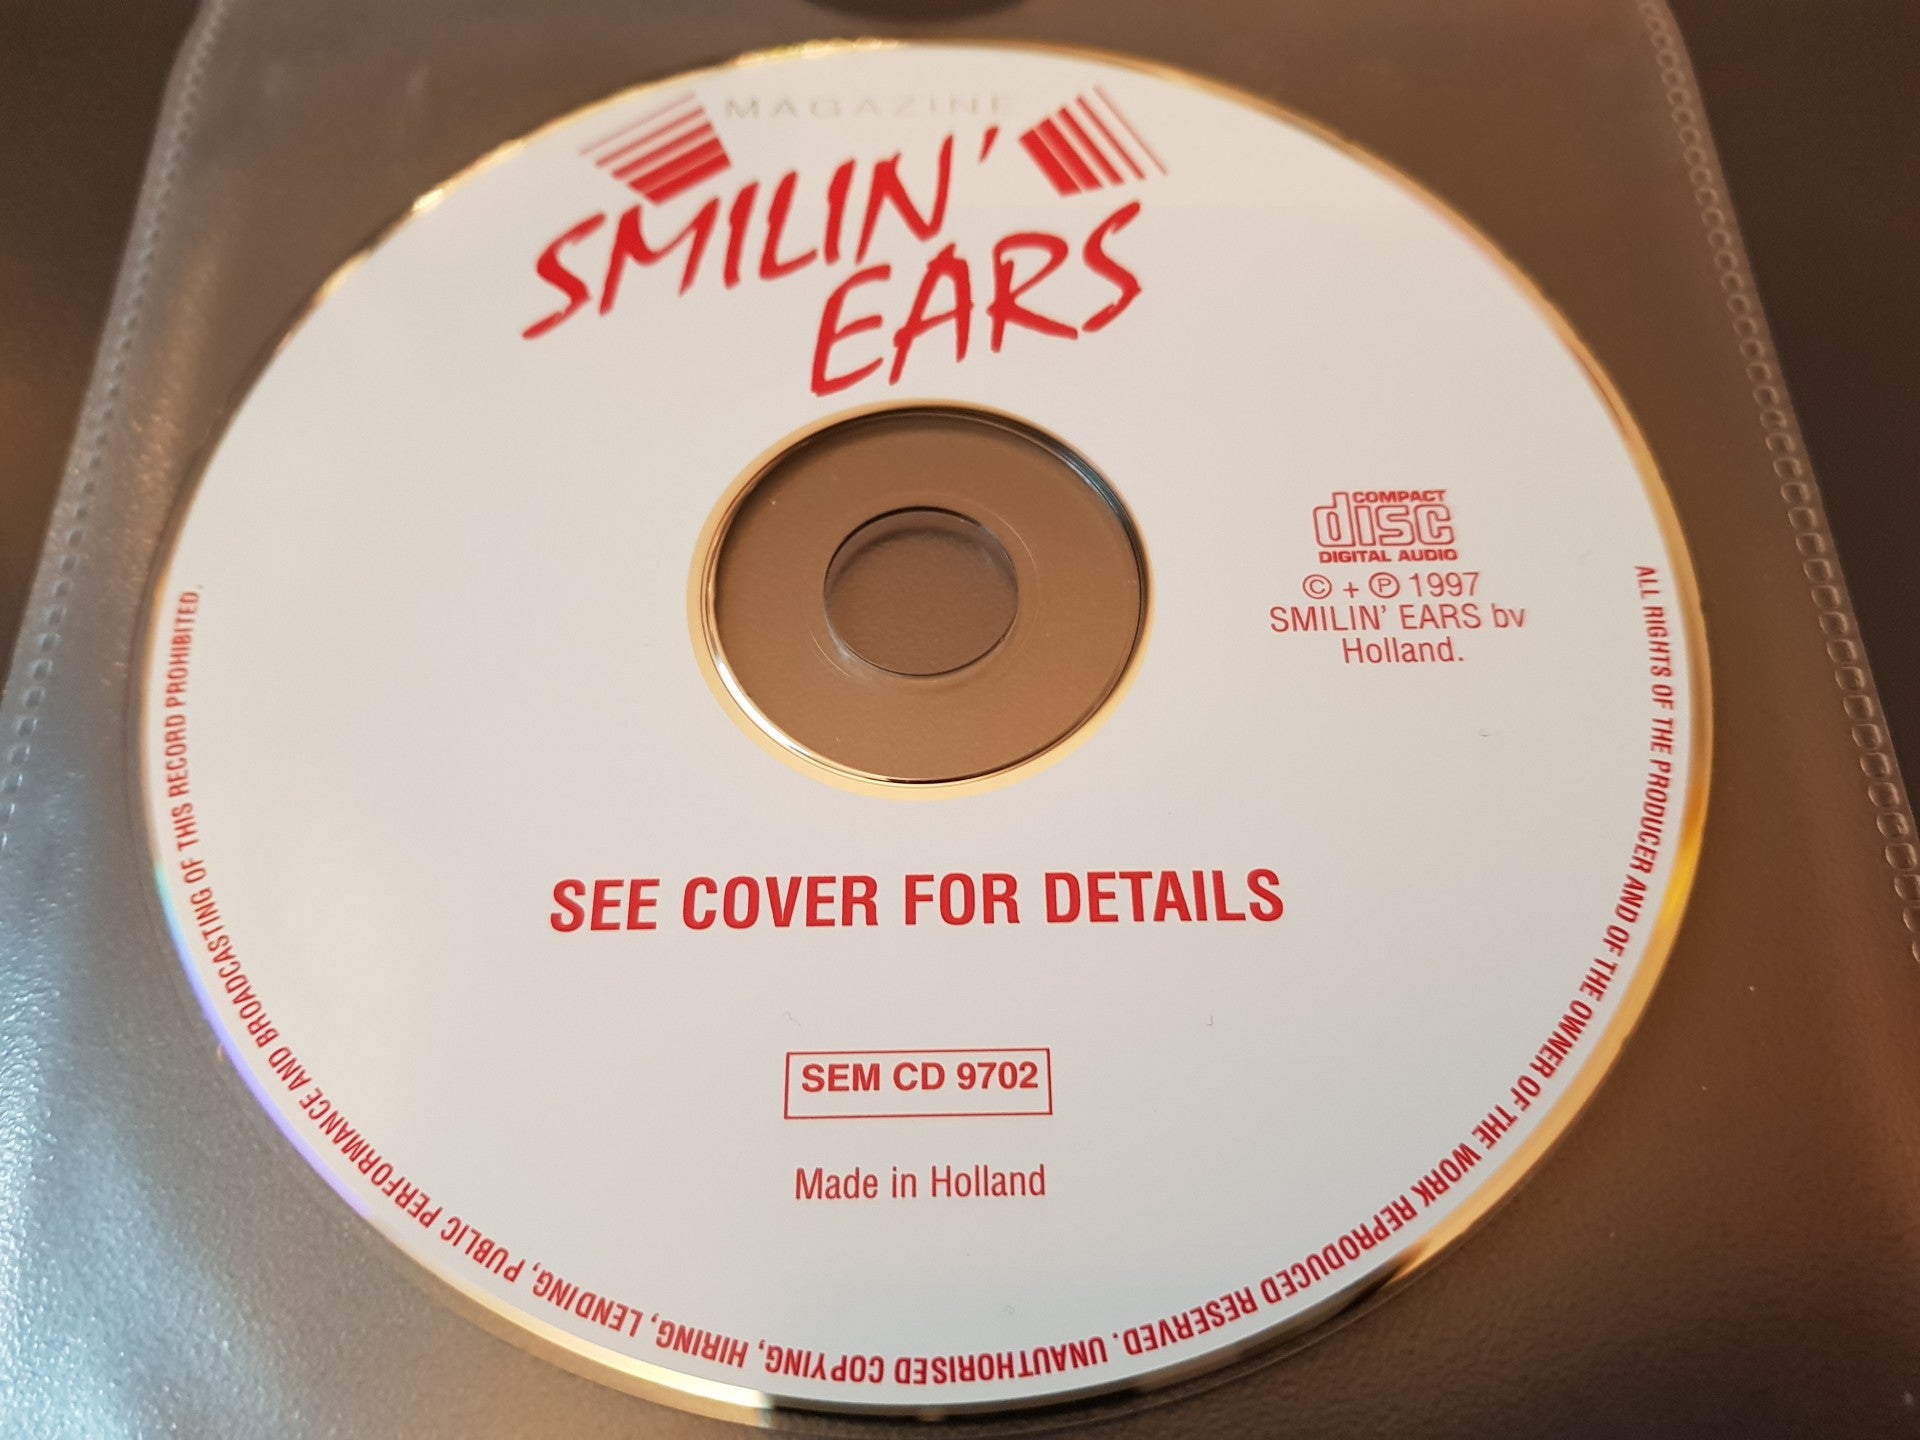 MAGAZINE
SMILIN'
EARS
COMPACT
disc
DIGITAL AUDIO
© + ℗ 1997
SMILIN' EARS bv
Holland.
SEE COVER FOR DETAILS
SEM CD 9702
Made in Holland
ALL RIGHTS OF THE PRODUCER AND OF THE OWNER OF THE WORK REPRODUCED RESERVED. UNAUTHORISED COPYING, HIRING, LENDING, PUBLIC PERFORMANCE AND BROADCASTING OF THIS RECORD PROHIBITED.